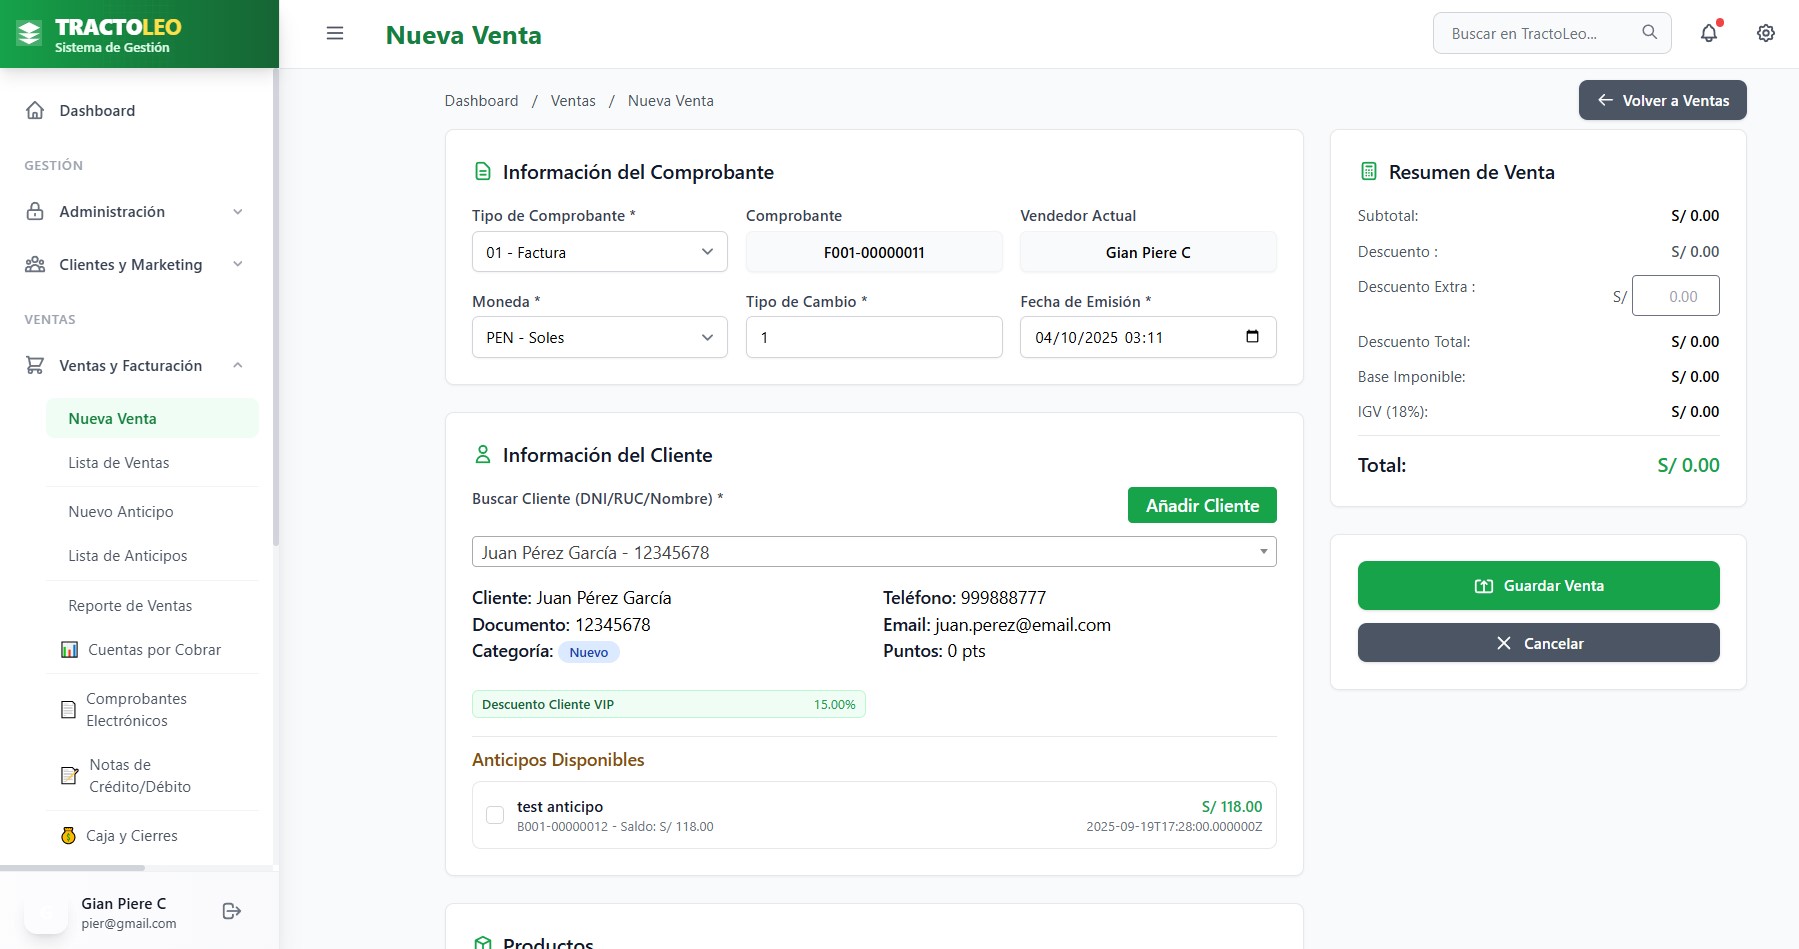 TRACTOLEO
Sistema de Gestión
Nueva Venta
Buscar en TractoLeo...
Dashboard
GESTIÓN
Administración
Clientes y Marketing
VENTAS
Ventas y Facturación
Nueva Venta
Lista de Ventas
Nuevo Anticipo
Lista de Anticipos
Reporte de Ventas
Cuentas por Cobrar
Comprobantes
Electrónicos
Notas de
Crédito/Débito
Caja y Cierres
Gian Piere C
pier@gmail.com
Dashboard / Ventas / Nueva Venta
Volver a Ventas
Información del Comprobante
Tipo de Comprobante *
01 - Factura
Comprobante
F001-00000011
Vendedor Actual
Gian Piere C
Moneda *
PEN - Soles
Tipo de Cambio *
1
Fecha de Emisión *
04/10/2025 03:11
Información del Cliente
Buscar Cliente (DNI/RUC/Nombre) *
Añadir Cliente
Juan Pérez García - 12345678
Cliente: Juan Pérez García
Documento: 12345678
Categoría: Nuevo
Teléfono: 999888777
Email: juan.perez@email.com
Puntos: 0 pts
Descuento Cliente VIP 15.00%
Anticipos Disponibles
test anticipo S/ 118.00
B001-00000012 - Saldo: S/ 118.00 2025-09-19T17:28:00.000000Z
Productos
Resumen de Venta
Subtotal: S/ 0.00
Descuento : S/ 0.00
Descuento Extra : S/ 0.00
Descuento Total: S/ 0.00
Base Imponible: S/ 0.00
IGV (18%): S/ 0.00
Total: S/ 0.00
Guardar Venta
Cancelar